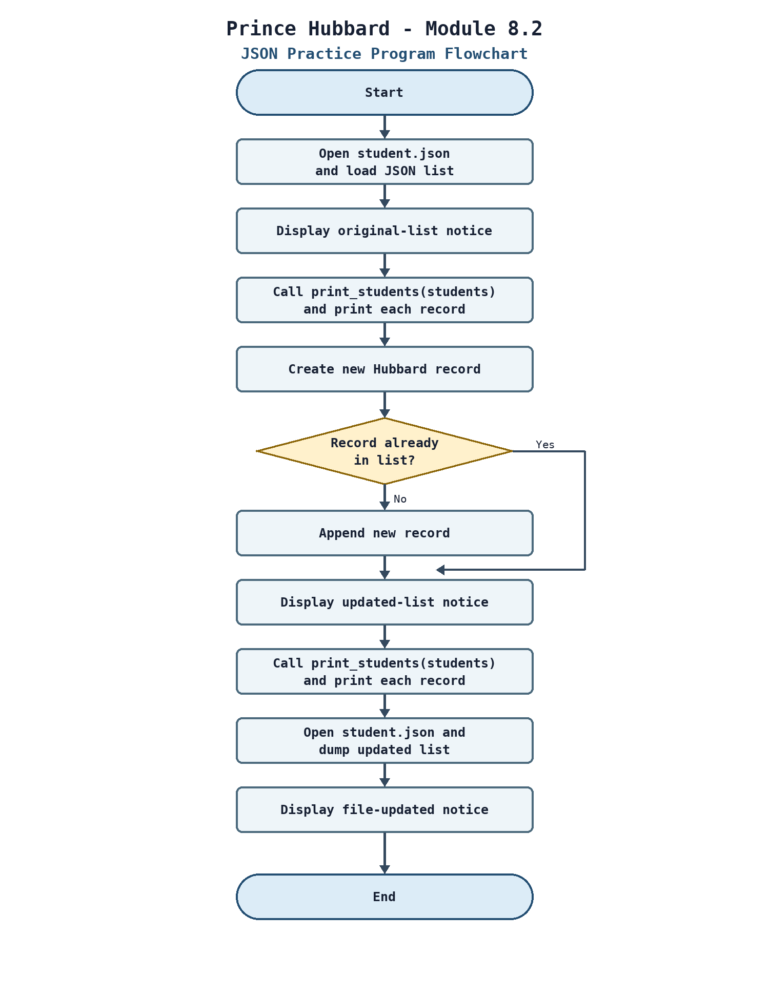 Prince Hubbard - Module 8.2
JSON Practice Program Flowchart
Start
Open student.json
and load JSON list
Display original-list notice
Call print_students(students)
and print each record
Create new Hubbard record
Record already
in list?
Yes
No
Append new record
Display updated-list notice
Call print_students(students)
and print each record
Open student.json and
dump updated list
Display file-updated notice
End